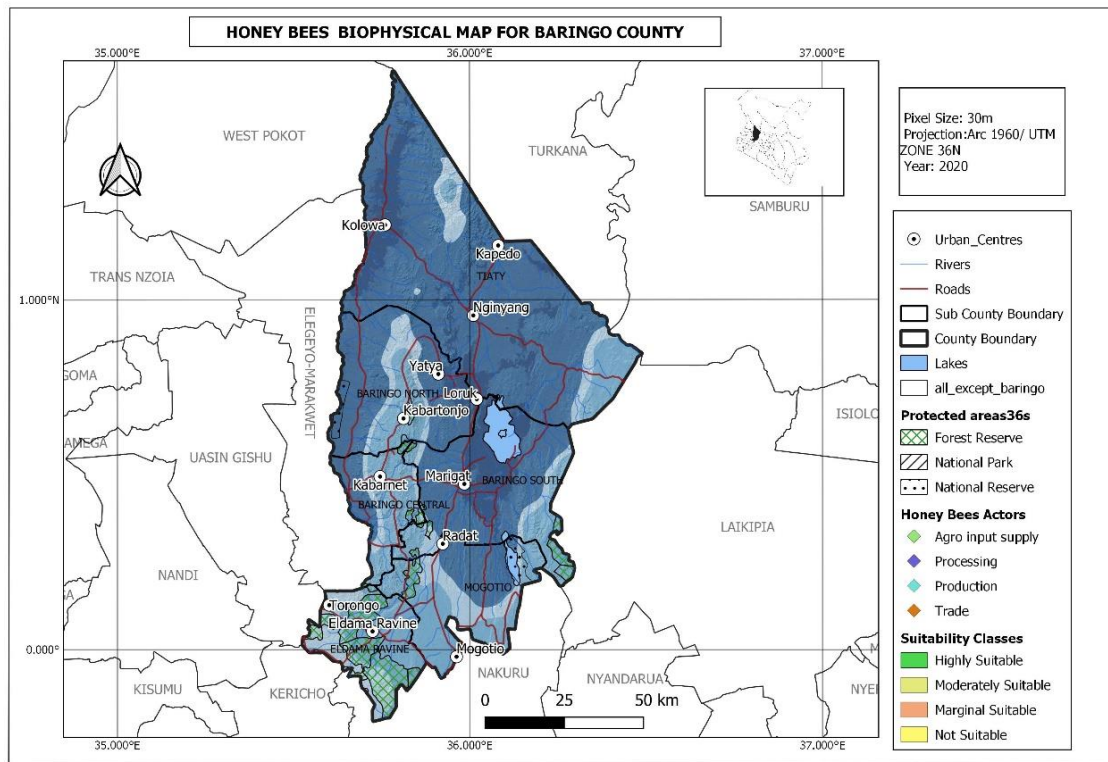 HONEY BEES BIOPHYSICAL MAP FOR BARINGO COUNTY
35.000°E
36.000°E
37.000°E
Pixel Size: 30m
Projection:Arc 1960/ UTM
ZONE 36N
Year: 2020
WEST POKOT
TURKANA
SAMBURU
Kolowa
Kapedo
TIATY
TRANS NZOIA
1.000°N
Nginyang
ELEGEYO-MARAKWET
Yatya
BARINGO NORTH
Loruk
GOMA
Kabartonjo
ISIOLO
AMEGA
UASIN GISHU
Kabarnet
Marigat
BARINGO SOUTH
BARINGO CENTRAL
LAIKIPIA
Radat
NANDI
MOGOTIO
Torongo
Eldama Ravine
ELDAMA RAVINE
0.000°
Mogotio
NAKURU
KISUMU
KERICHO
NYANDARUA
NYE
0 25 50 km
35.000°E
36.000°E
37.000°E
Urban_Centres
Rivers
Roads
Sub County Boundary
County Boundary
Lakes
all_except_baringo
Protected areas36s
Forest Reserve
National Park
National Reserve
Honey Bees Actors
Agro input supply
Processing
Production
Trade
Suitability Classes
Highly Suitable
Moderately Suitable
Marginal Suitable
Not Suitable